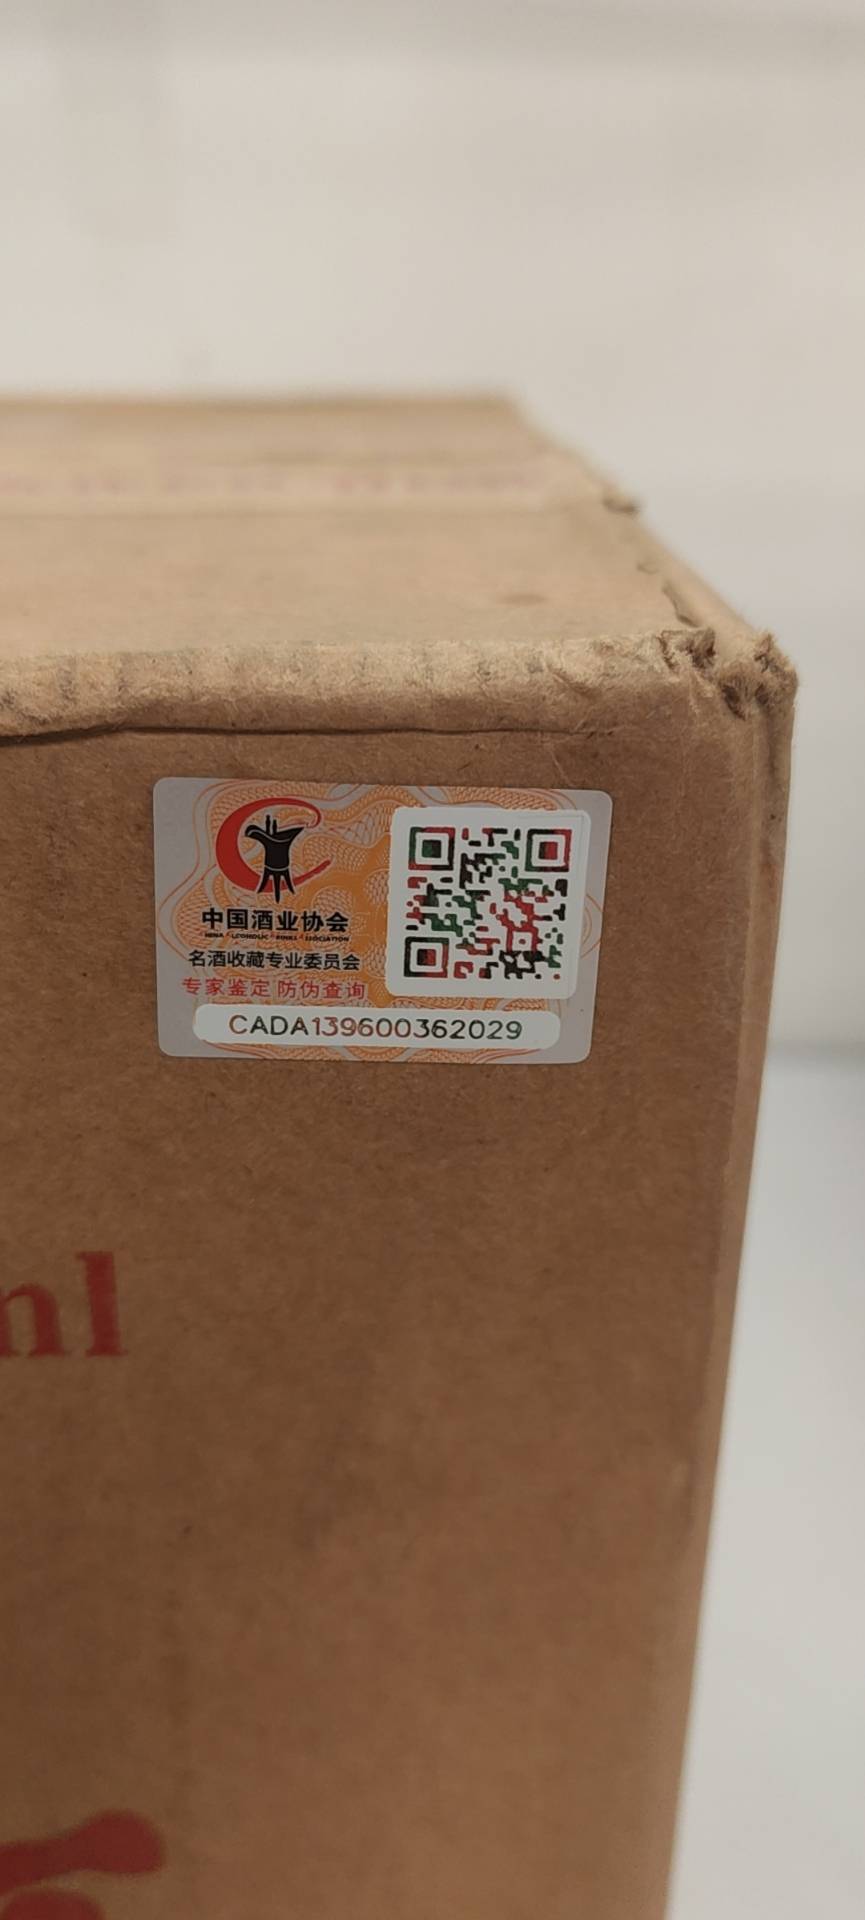 中国酒业协会
名酒收藏专业委员会
专家鉴定 防伪查询
CADA139600362029